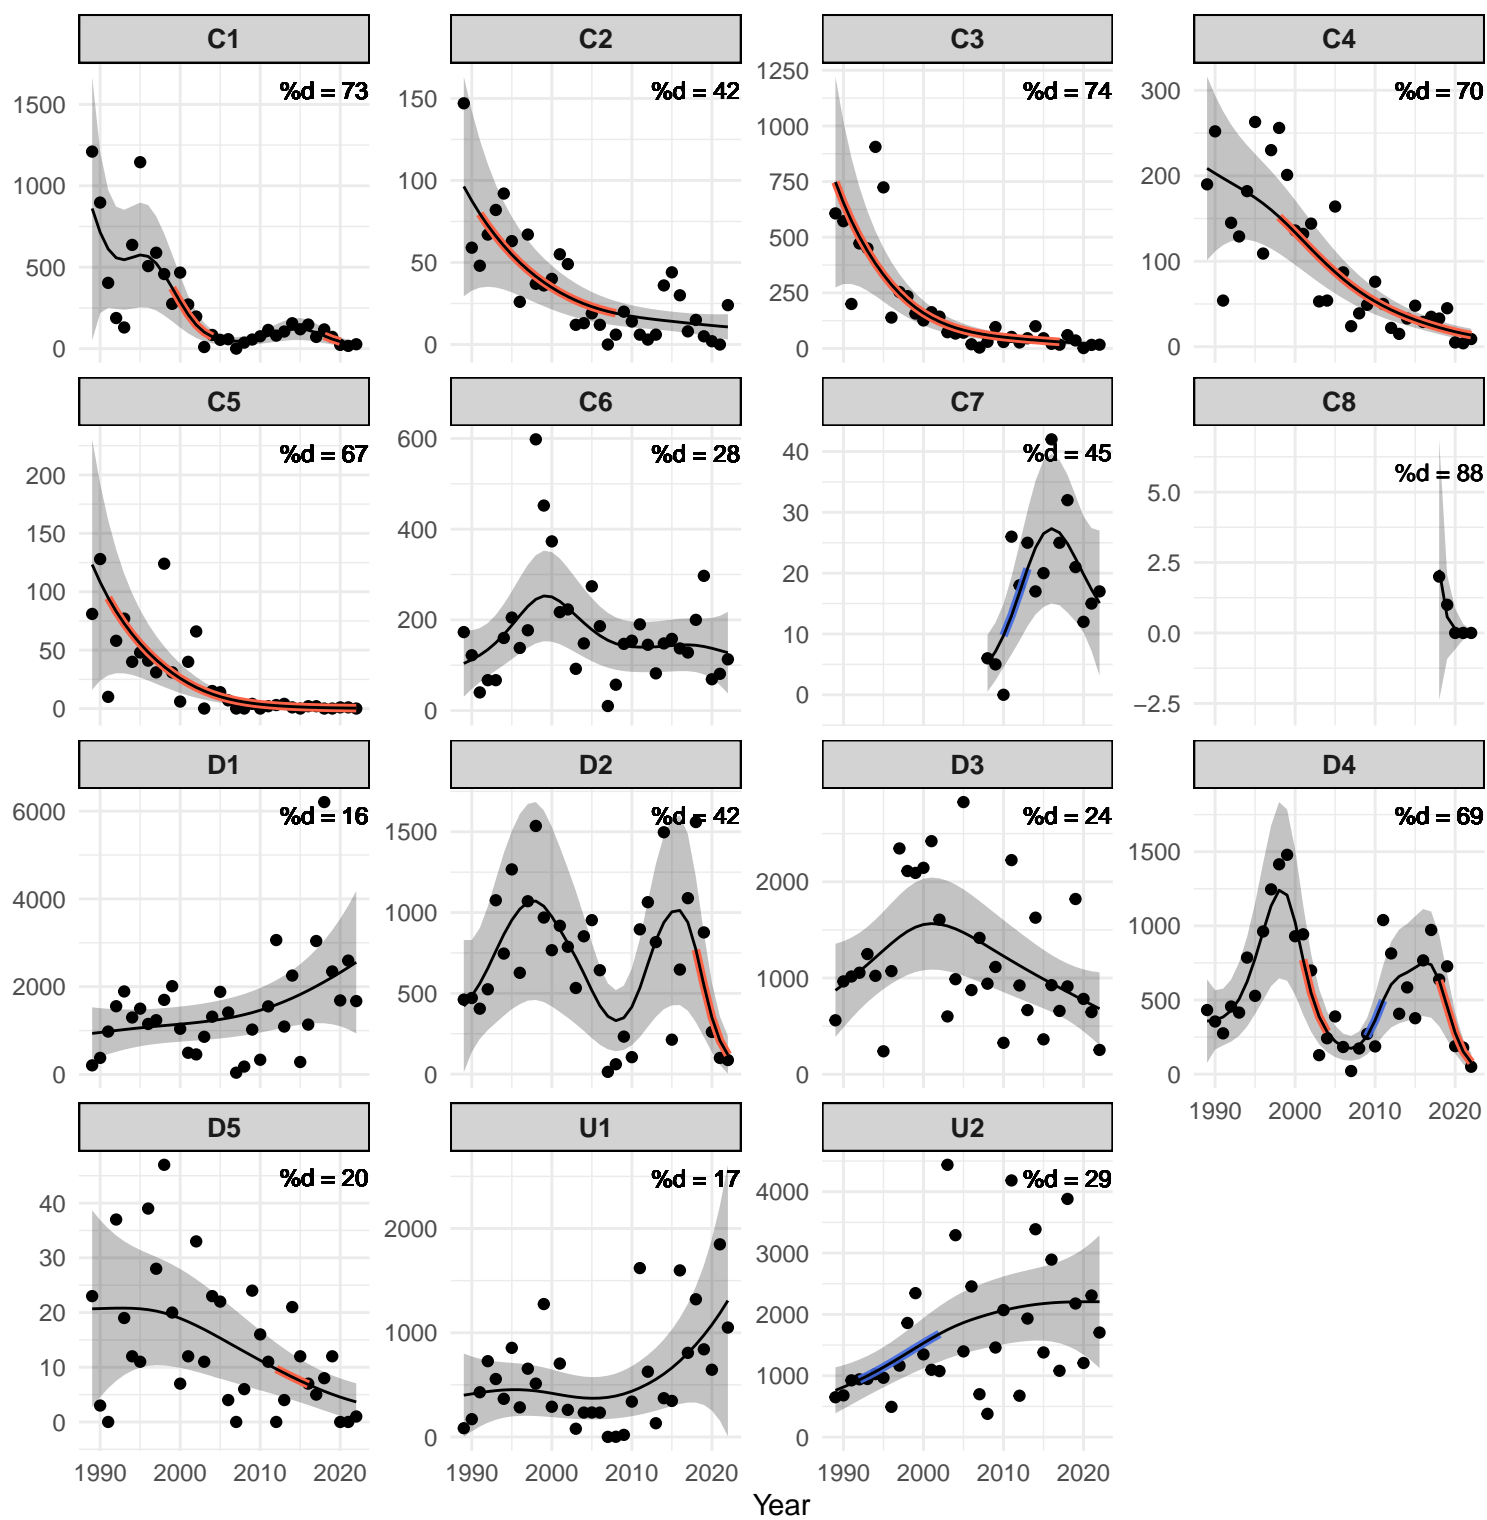 C1
C2
C3
C4
%d = 73
%d = 42
%d = 74
%d = 70
1500
1000
500
0
150
100
50
0
1250
1000
750
500
250
0
300
200
100
0
C5
C6
C7
C8
%d = 67
%d = 28
%d = 45
%d = 88
200
150
100
50
0
600
400
200
0
40
30
20
10
0
5.0
2.5
0.0
−2.5
D1
D2
D3
D4
%d = 16
%d = 42
%d = 24
%d = 69
6000
4000
2000
0
1500
1000
500
0
2000
1000
0
1500
1000
500
0
1990 2000 2010 2020
D5
U1
U2
%d = 20
%d = 17
%d = 29
40
30
20
10
0
2000
1000
0
4000
3000
2000
1000
0
1990 2000 2010 2020
1990 2000 2010 2020
1990 2000 2010 2020
Year